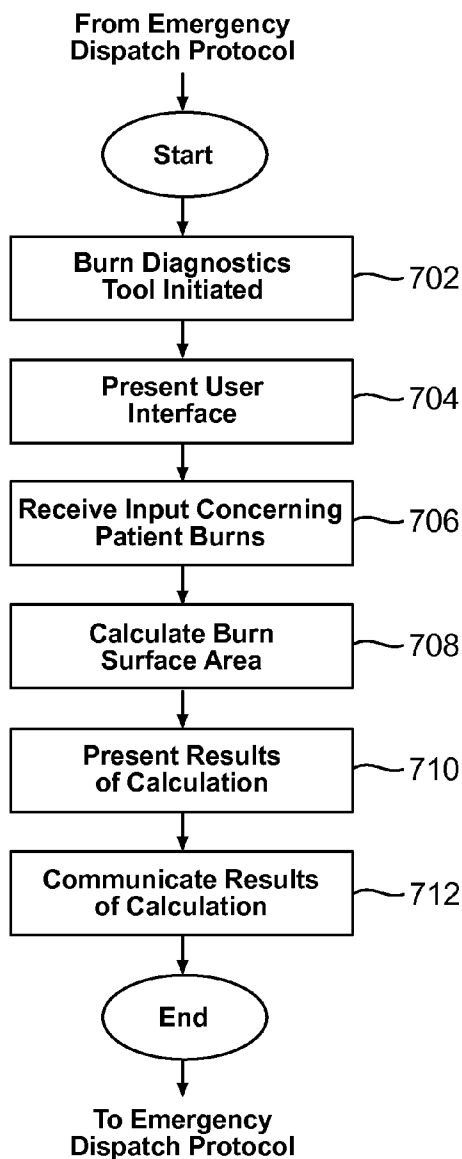 From Emergency
Dispatch Protocol
Start
Burn Diagnostics
Tool Initiated
702
Present User
Interface
704
Receive Input Concerning
Patient Burns
706
Calculate Burn
Surface Area
708
Present Results
of Calculation
710
Communicate Results
of Calculation
712
End
To Emergency
Dispatch Protocol